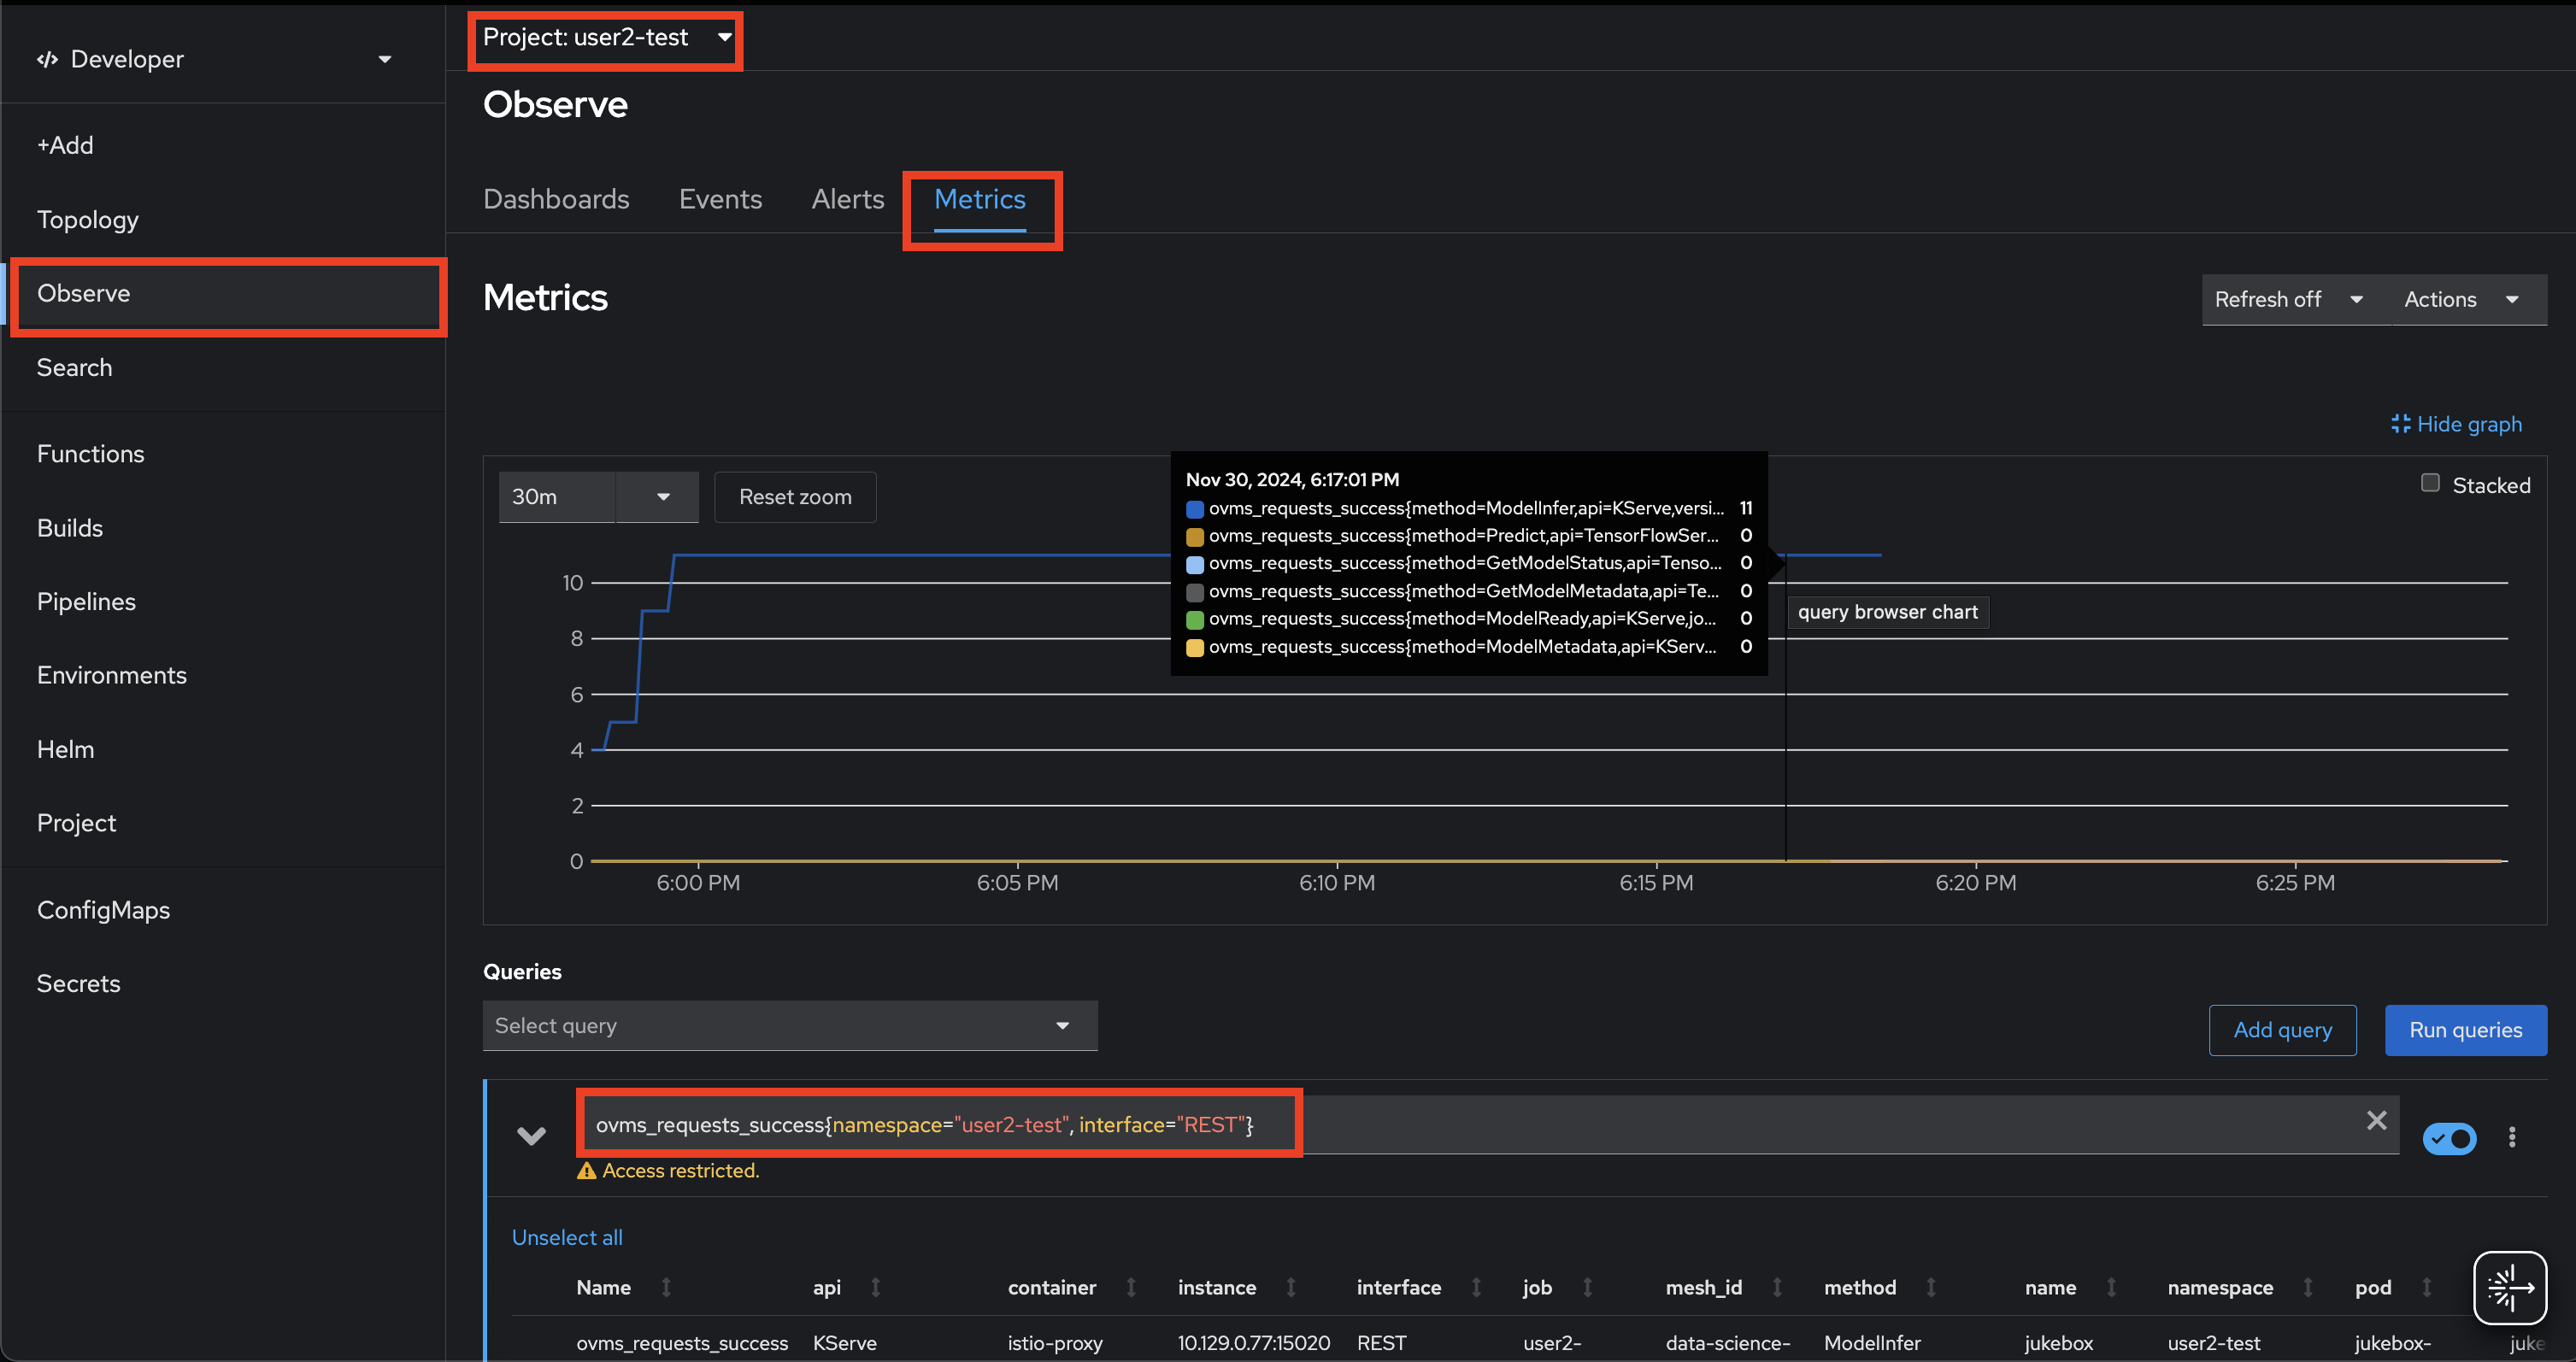 Developer
+Add
Topology
Observe
Search
Functions
Builds
Pipelines
Environments
Helm
Project
ConfigMaps
Secrets
Project: user2-test
Observe
Dashboards Events Alerts Metrics
Metrics
Refresh off Actions
Hide graph
30m Reset zoom
Stacked
Nov 30, 2024, 6:17:01 PM
ovms_requests_success{method=ModelInfer,api=KServe,versi... 11
ovms_requests_success{method=Predict,api=TensorFlowSer... 0
ovms_requests_success{method=GetModelStatus,api=Tenso... 0
ovms_requests_success{method=GetModelMetadata,api=Te... 0
ovms_requests_success{method=ModelReady,api=KServe,jo... 0
ovms_requests_success{method=ModelMetadata,api=KServ... 0
query browser chart
10
8
6
4
2
0
6:00 PM 6:05 PM 6:10 PM 6:15 PM 6:20 PM 6:25 PM
Queries
Select query
Add query Run queries
ovms_requests_success{namespace="user2-test", interface="REST"}
Access restricted.
Unselect all
Name api container instance interface job mesh_id method name namespace pod
ovms_requests_success KServe istio-proxy 10.129.0.77:15020 REST user2- data-science- ModelInfer jukebox user2-test jukebox- juke